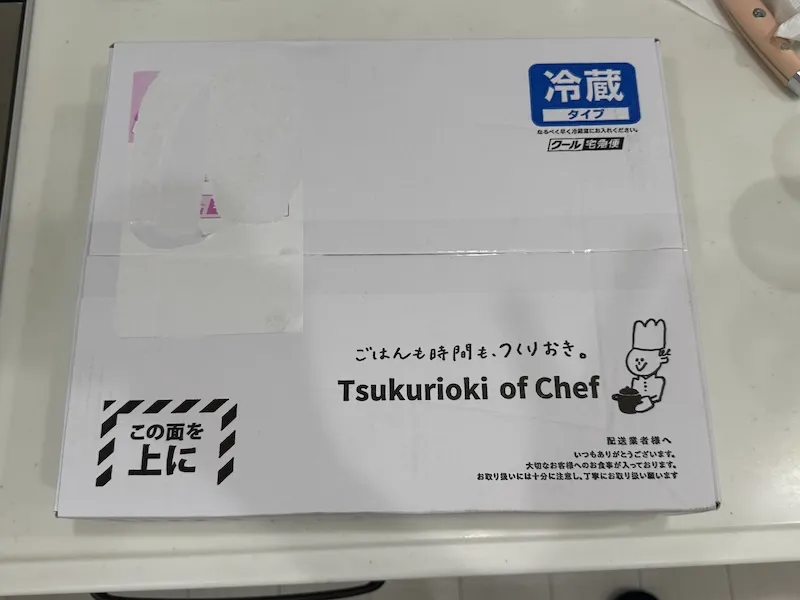 冷蔵
タイプ
なるべく早く冷蔵庫にお入れください。
クール宅急便
ごはんも時間も、つくりおき。
Tsukurioki of Chef
この面を
上に
配送業者様へ
いつもありがとうございます。
大切なお客様へのお食事が入っております。
お取り扱いには十分に注意し、丁寧にお取り扱い願います